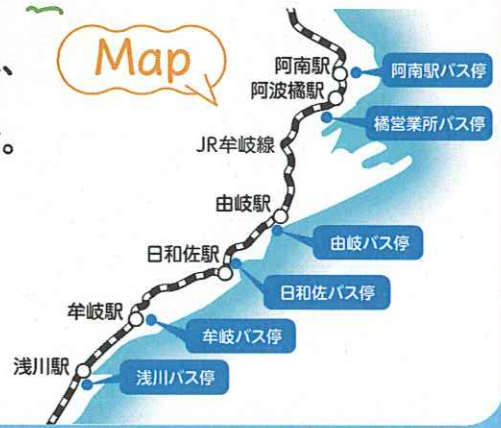 、
。
Map
阿南駅
阿南駅バス停
阿波橘駅
橘営業所バス停
JR牟岐線
由岐駅
由岐バス停
日和佐駅
日和佐バス停
牟岐駅
牟岐バス停
浅川駅
浅川バス停